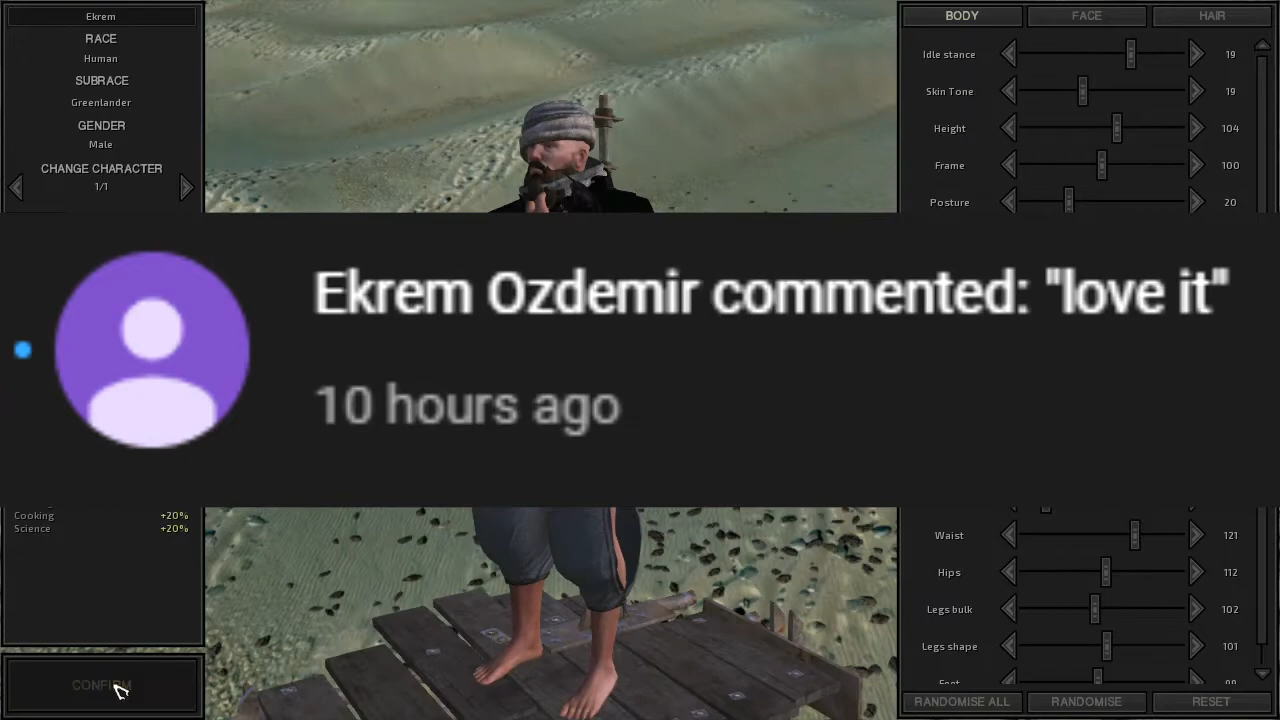 Ekrem
RACE
Human
SUBRACE
Greenlander
GENDER
Male
CHANGE CHARACTER
1/1
BODY FACE HAIR
Idle stance 19
Skin Tone 19
Height 104
Frame 100
Posture 20
Ekrem Ozdemir commented: "love it"
10 hours ago
Cooking +20%
Science +20%
CONFIRM
Waist 121
Hips 112
Legs bulk 102
Legs shape 101
RANDOMISE ALL RANDOMISE RESET